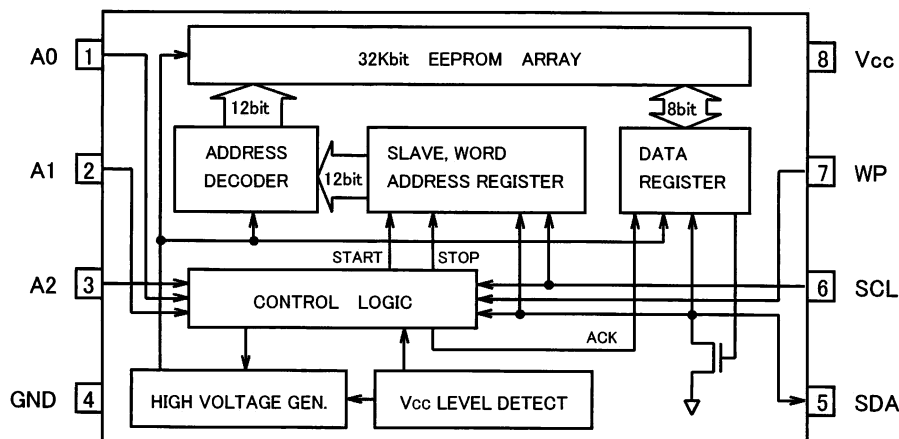 A0 1
32Kbit EEPROM ARRAY
8 Vcc
12bit
8bit
A1 2
ADDRESS
DECODER
12bit
SLAVE, WORD
ADDRESS REGISTER
DATA
REGISTER
7 WP
START
STOP
A2 3
CONTROL LOGIC
6 SCL
ACK
GND 4
HIGH VOLTAGE GEN.
Vcc LEVEL DETECT
5 SDA